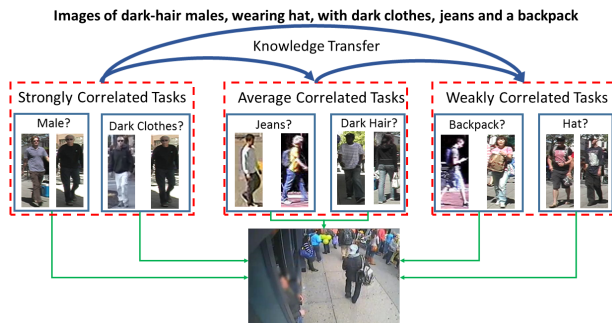 Images of dark-hair males, wearing hat, with dark clothes, jeans and a backpack
Knowledge Transfer
Strongly Correlated Tasks
Average Correlated Tasks
Weakly Correlated Tasks
Male?
Dark Clothes?
Jeans?
Dark Hair?
Backpack?
Hat?